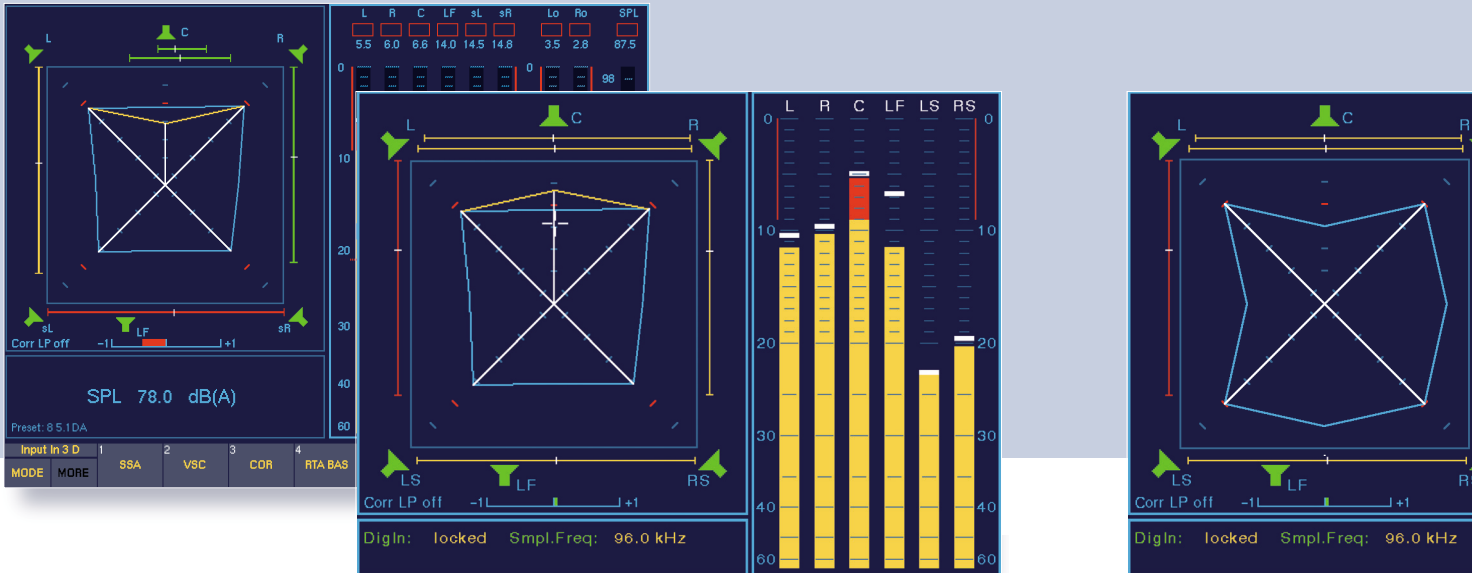 L R C LF sL sR Lo Ro SPL
5.5 6.0 6.6 14.0 14.5 14.8 3.5 2.8 87.5
C
L R
0 0 98
10
20
30
40
60
sL sR
LF
Corr LP off -1 +1
SPL 78.0 dB(A)
Preset: 8 5.1DA
Input In 3 D 1 2 3 4
MODE MORE SSA VSC COR RTA BAS
L R C LF LS RS
0 0
C
L R
10 10
20 20
30 30
40 40
60 60
LS RS
LF
Corr LP off -1 +1
DigIn: locked Smpl.Freq: 96.0 kHz
C
L R
LS
LF
Corr LP off -1 +1
DigIn: locked Smpl.Freq: 96.0 kHz